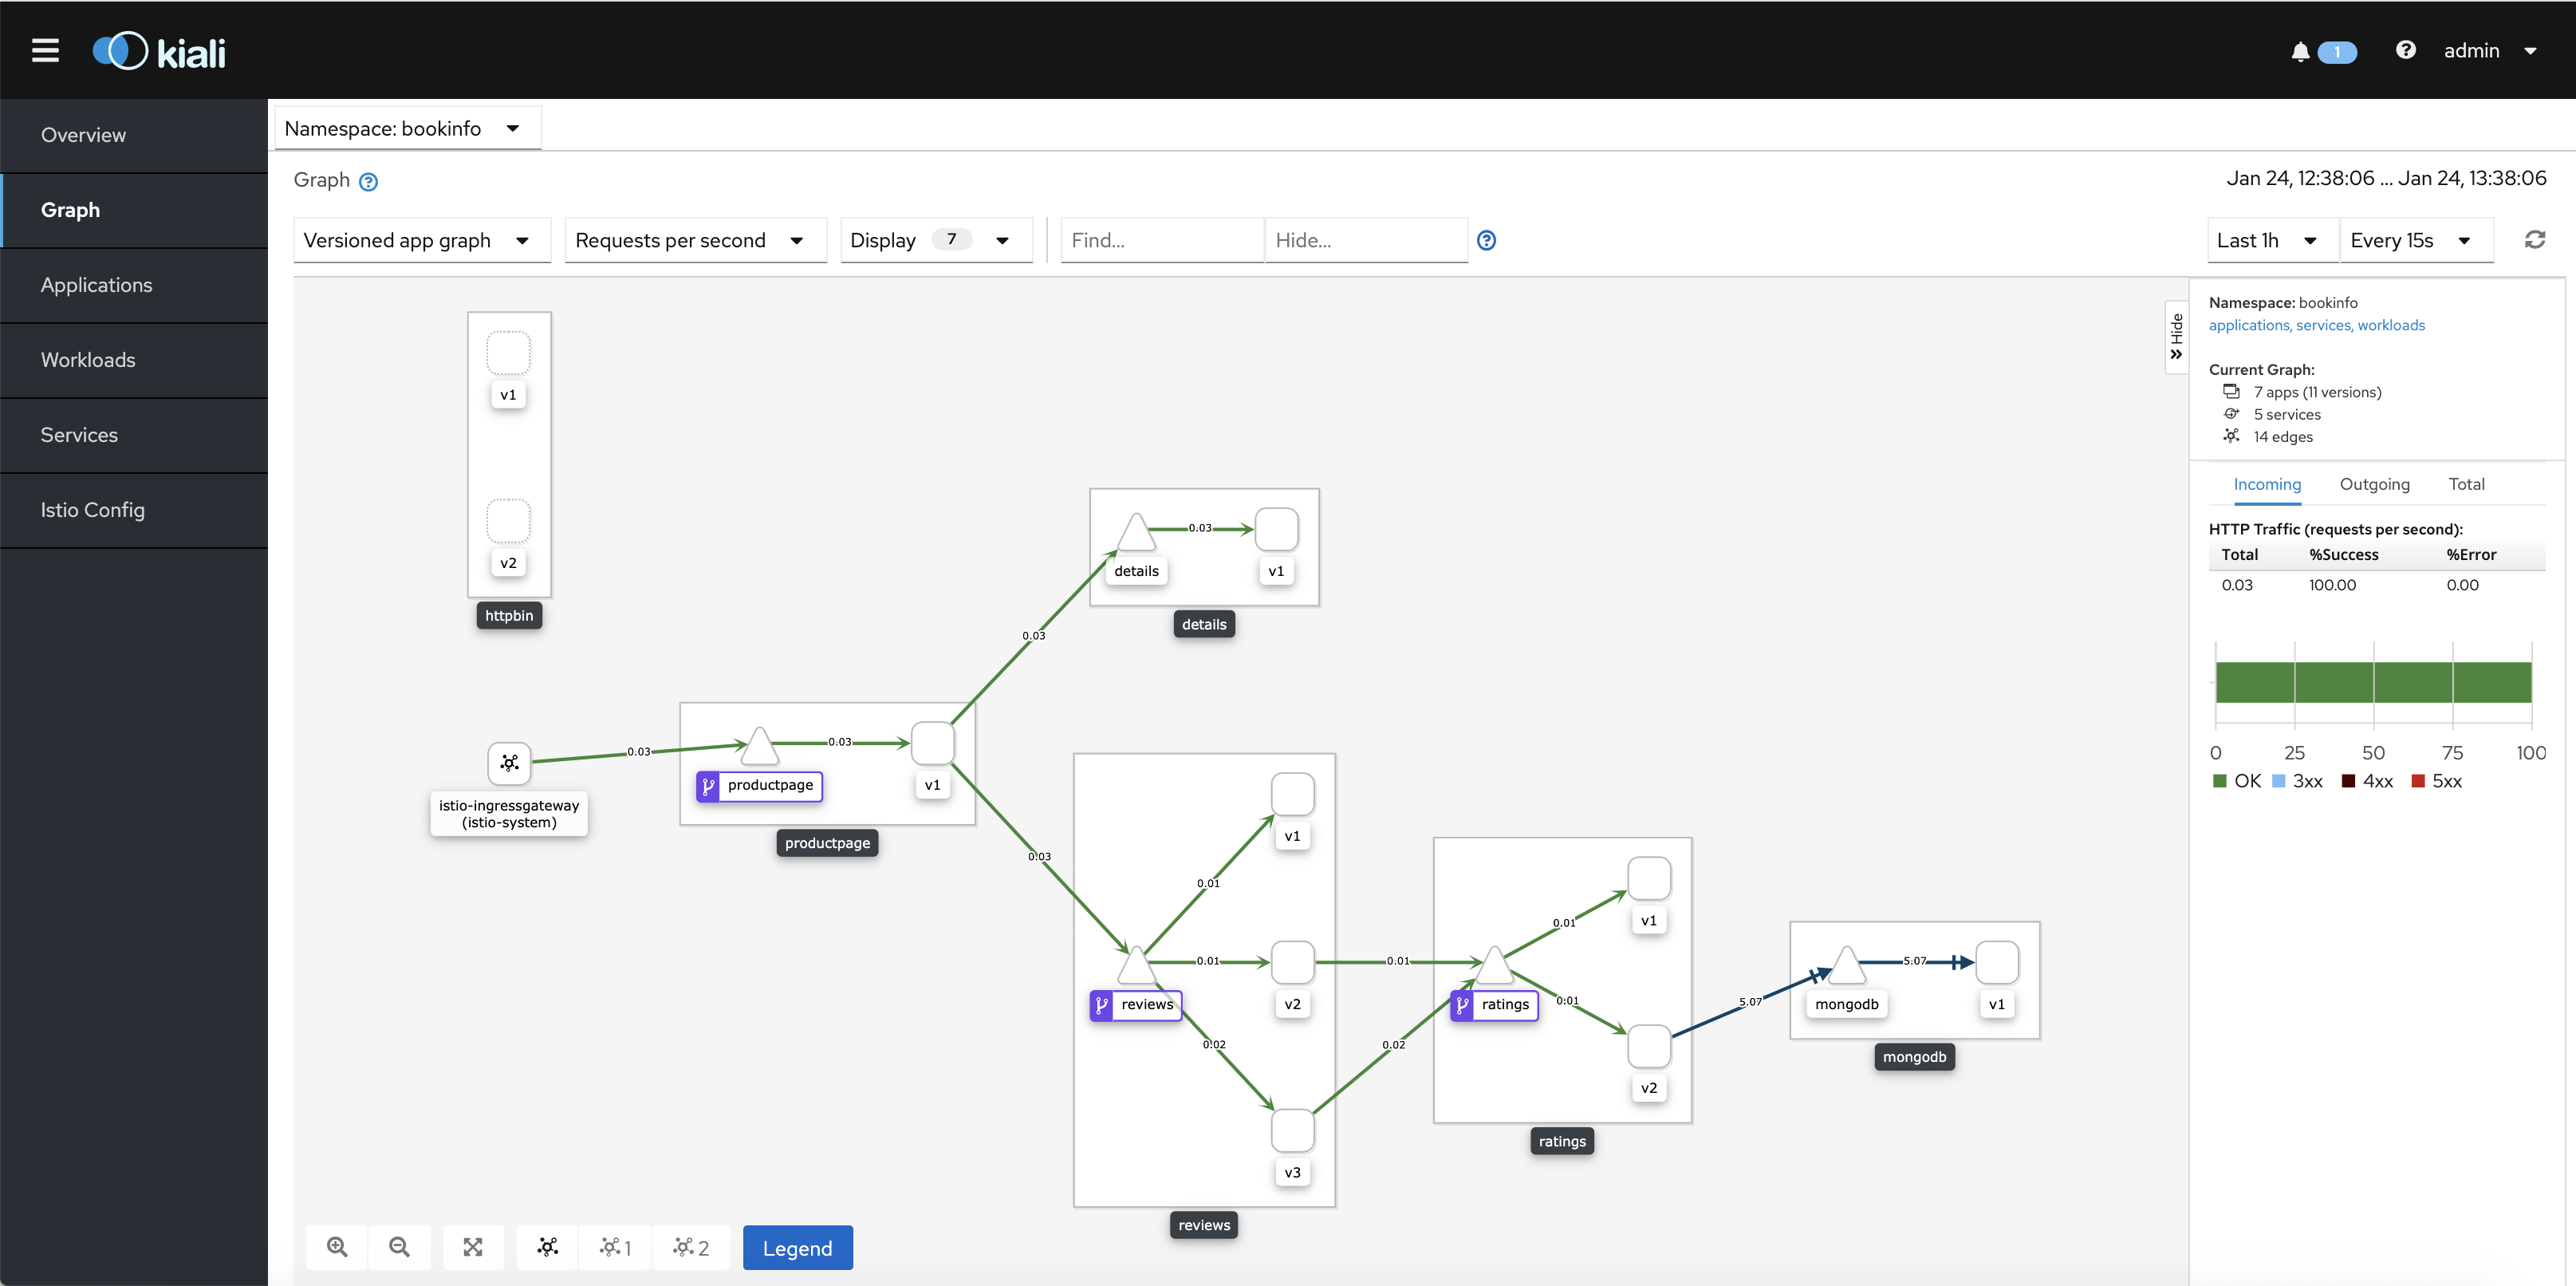 kiali
1
admin
Overview
Graph
Applications
Workloads
Services
Istio Config
Namespace: bookinfo
Graph
Jan 24, 12:38:06 ... Jan 24, 13:38:06
Versioned app graph
Requests per second
Display 7
Find...
Hide...
Last 1h
Every 15s
v1
v2
httpbin
0.03
details
v1
details
0.03
istio-ingressgateway
(istio-system)
0.03
0.03
productpage
v1
productpage
0.03
v1
0.01
0.01
reviews
v2
0.02
v3
reviews
0.01
0.02
0.01
v1
ratings
0.01
v2
ratings
5.07
5.07
mongodb
v1
mongodb
1
2
Legend
Hide
Namespace: bookinfo
applications, services, workloads
Current Graph:
7 apps (11 versions)
5 services
14 edges
Incoming Outgoing Total
HTTP Traffic (requests per second):
Total %Success %Error
0.03 100.00 0.00
0 25 50 75 100
OK 3xx 4xx 5xx